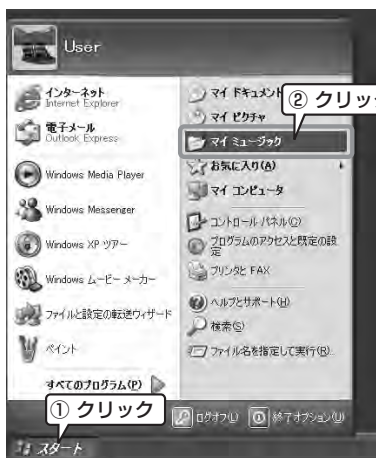 User
インターネット
Internet Explorer
電子メール
Outlook Express
Windows Media Player
Windows Messenger
Windows XP ツアー
Windows ムービー メーカー
ファイルと設定の転送ウィザード
ペイント
すべてのプログラム(P)
① クリック
マイ ドキュメント
② クリック
マイ ピクチャ
マイ ミュージック
お気に入り(A)
マイ コンピュータ
コントロール パネル(C)
プログラムのアクセスと既定の設
定
プリンタと FAX
ヘルプとサポート(H)
検索(S)
ファイル名を指定して実行(R)...
ログオフ(L)
終了オプション(U)
スタート